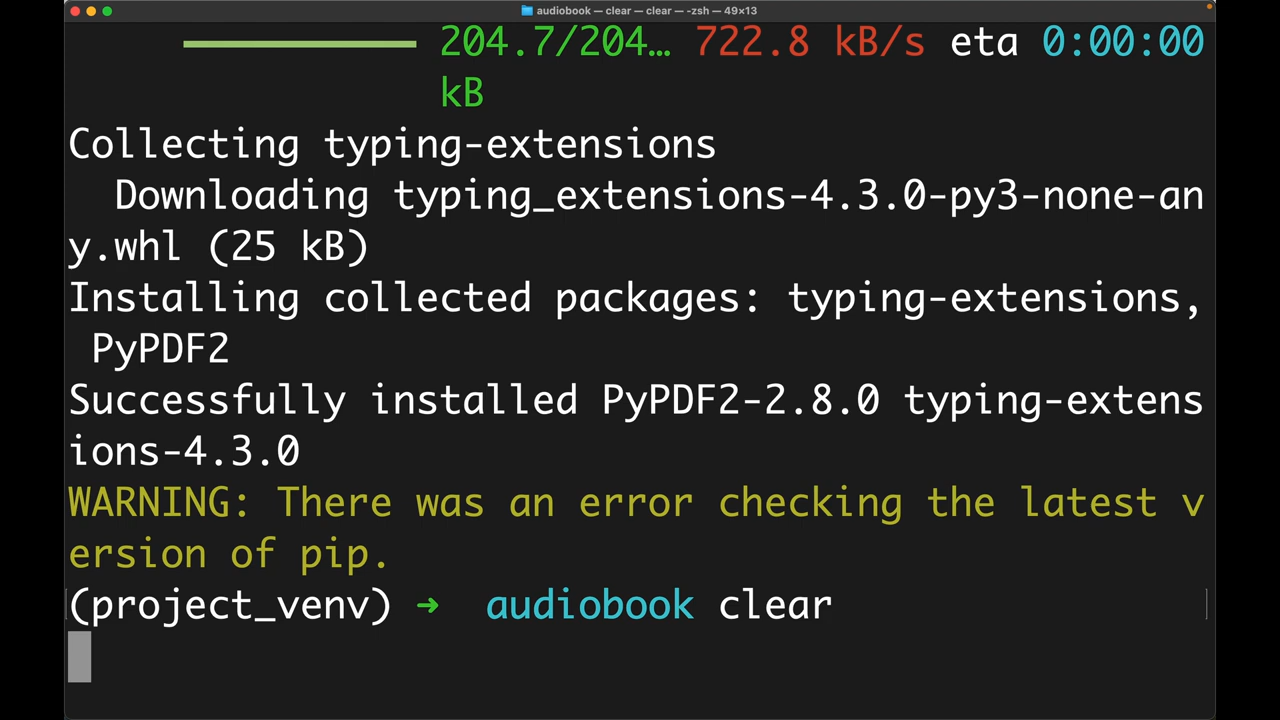 audiobook — clear — clear — -zsh — 49×13
204.7/204… 722.8 kB/s eta 0:00:00
kB
Collecting typing-extensions
Downloading typing_extensions-4.3.0-py3-none-an
y.whl (25 kB)
Installing collected packages: typing-extensions,
PyPDF2
Successfully installed PyPDF2-2.8.0 typing-extens
ions-4.3.0
WARNING: There was an error checking the latest v
ersion of pip.
(project_venv) ➜ audiobook clear